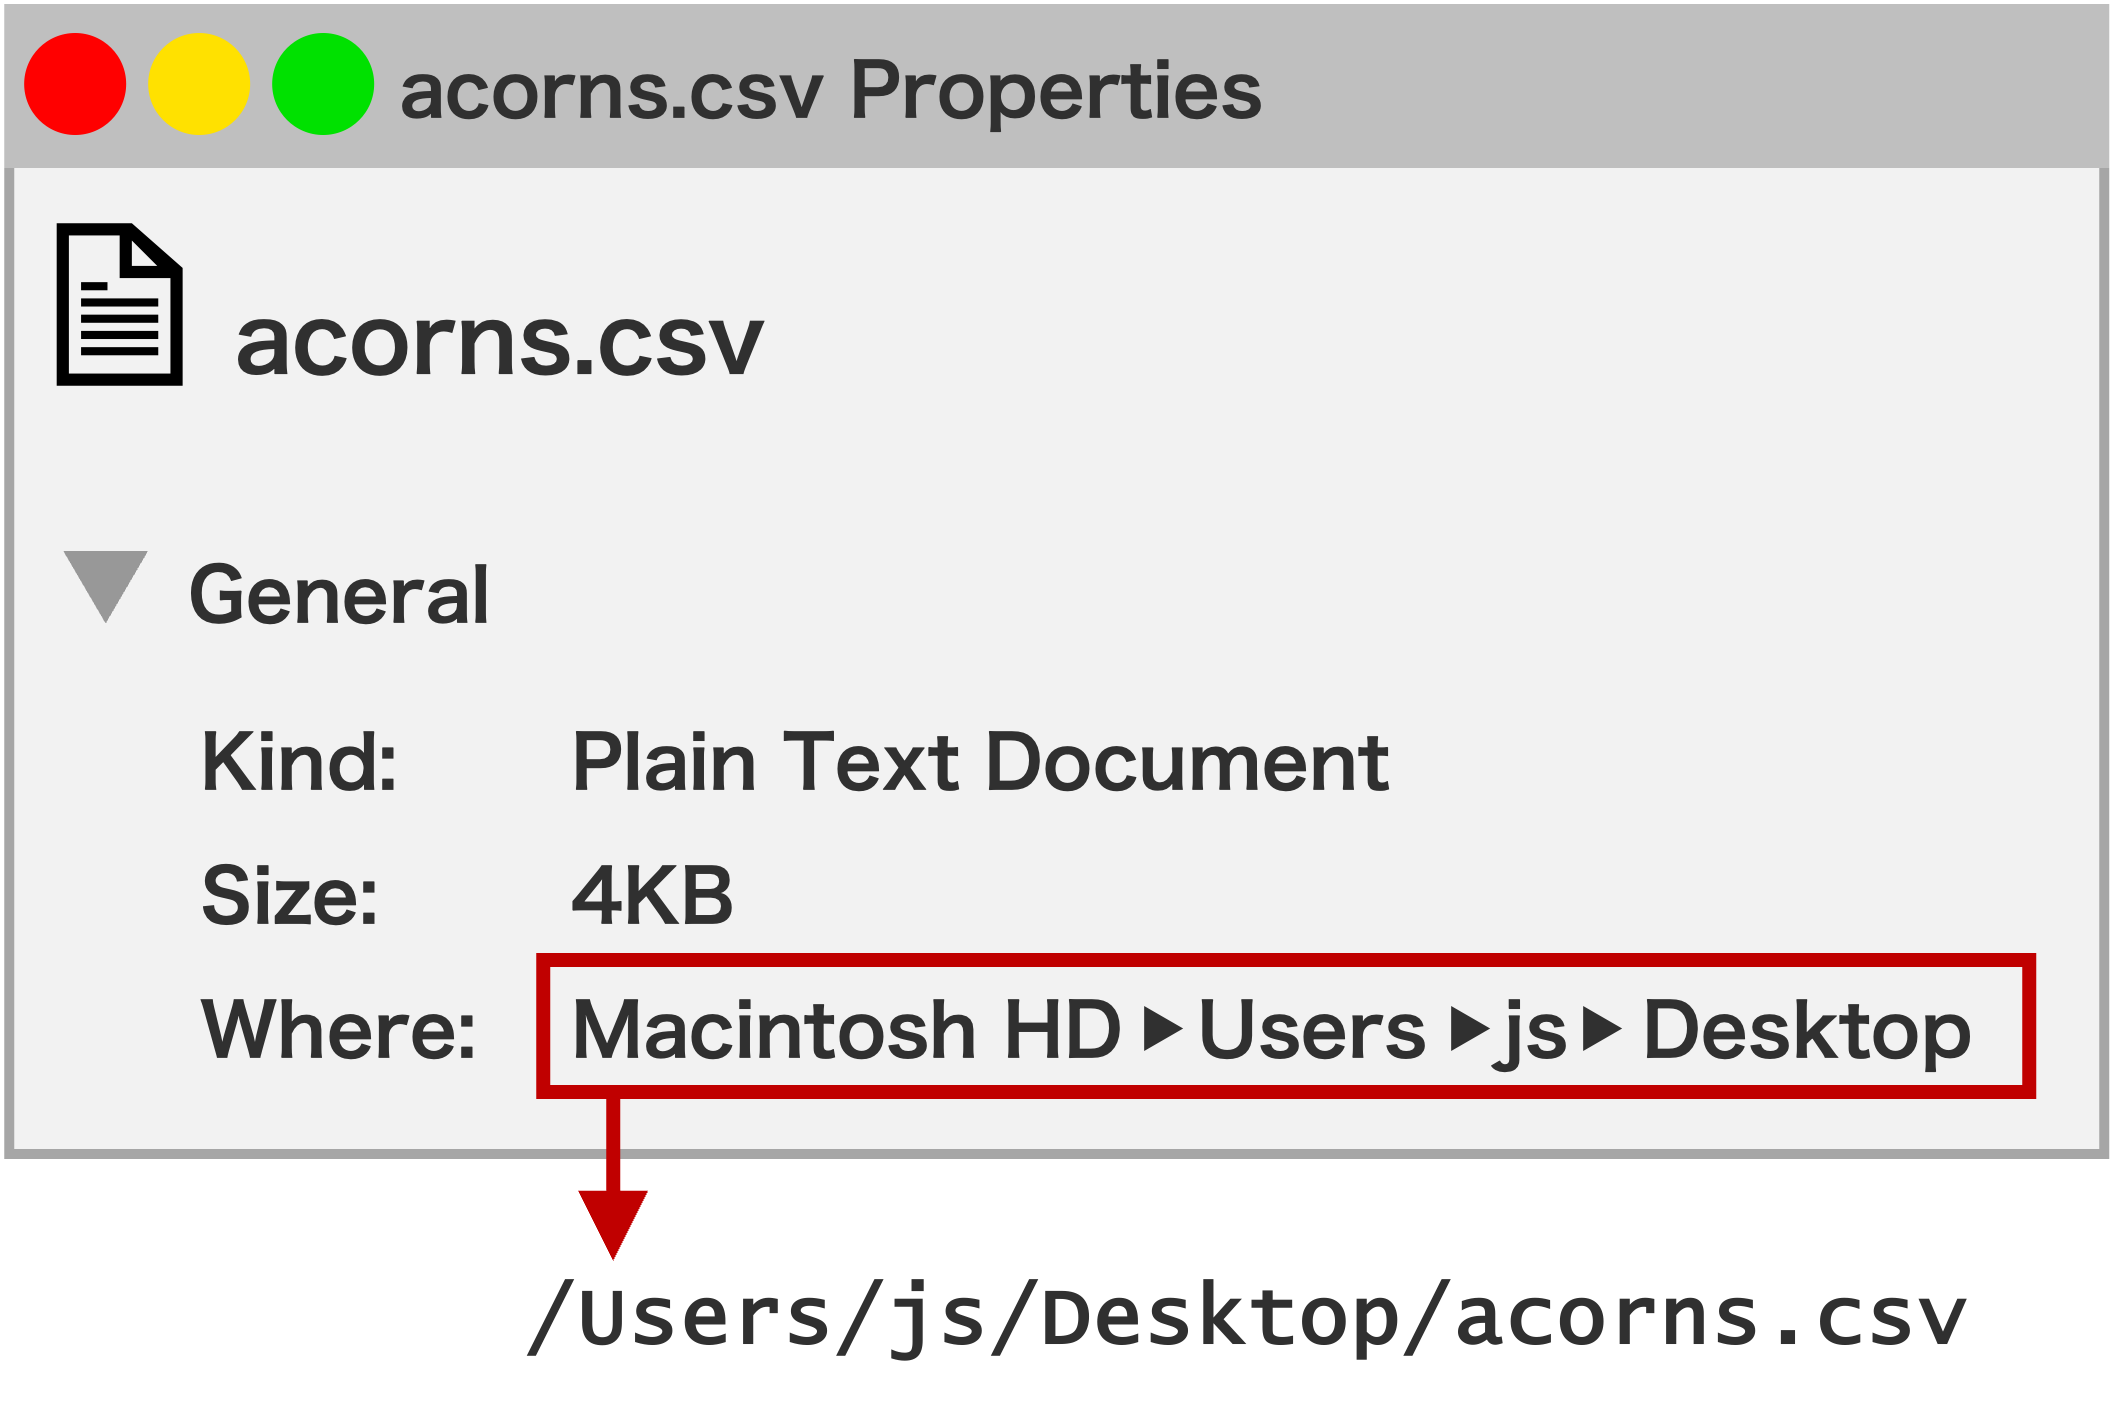 acorns.csv Properties
acorns.csv
General
Kind: Plain Text Document
Size: 4KB
Where: Macintosh HD ▶ Users ▶ js ▶ Desktop
/Users/js/Desktop/acorns.csv